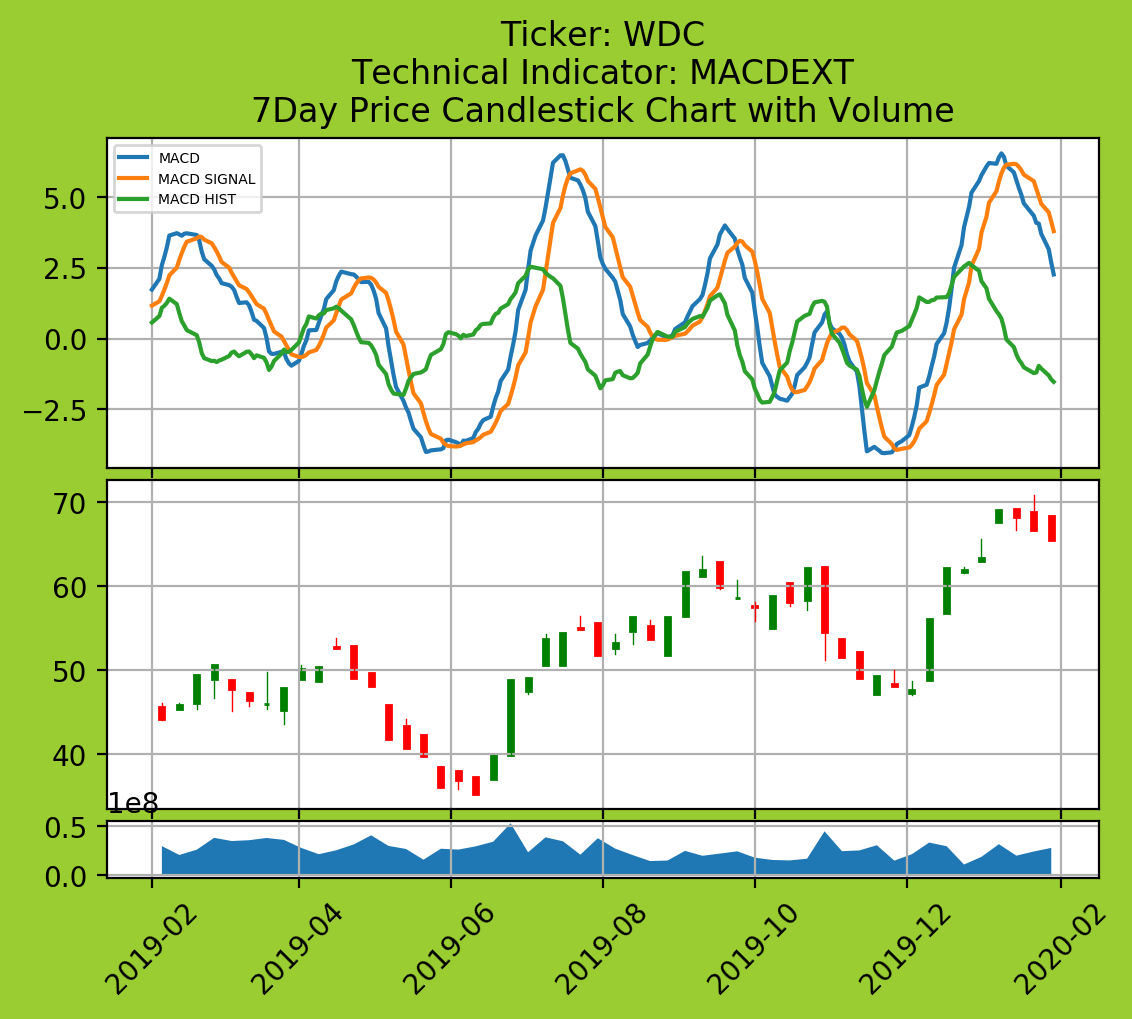 Ticker: WDC
Technical Indicator: MACDEXT
7Day Price Candlestick Chart with Volume
MACD
MACD SIGNAL
MACD HIST
5.0
2.5
0.0
−2.5
70
60
50
40
1e8
0.5
0.0
2019-02
2019-04
2019-06
2019-08
2019-10
2019-12
2020-02